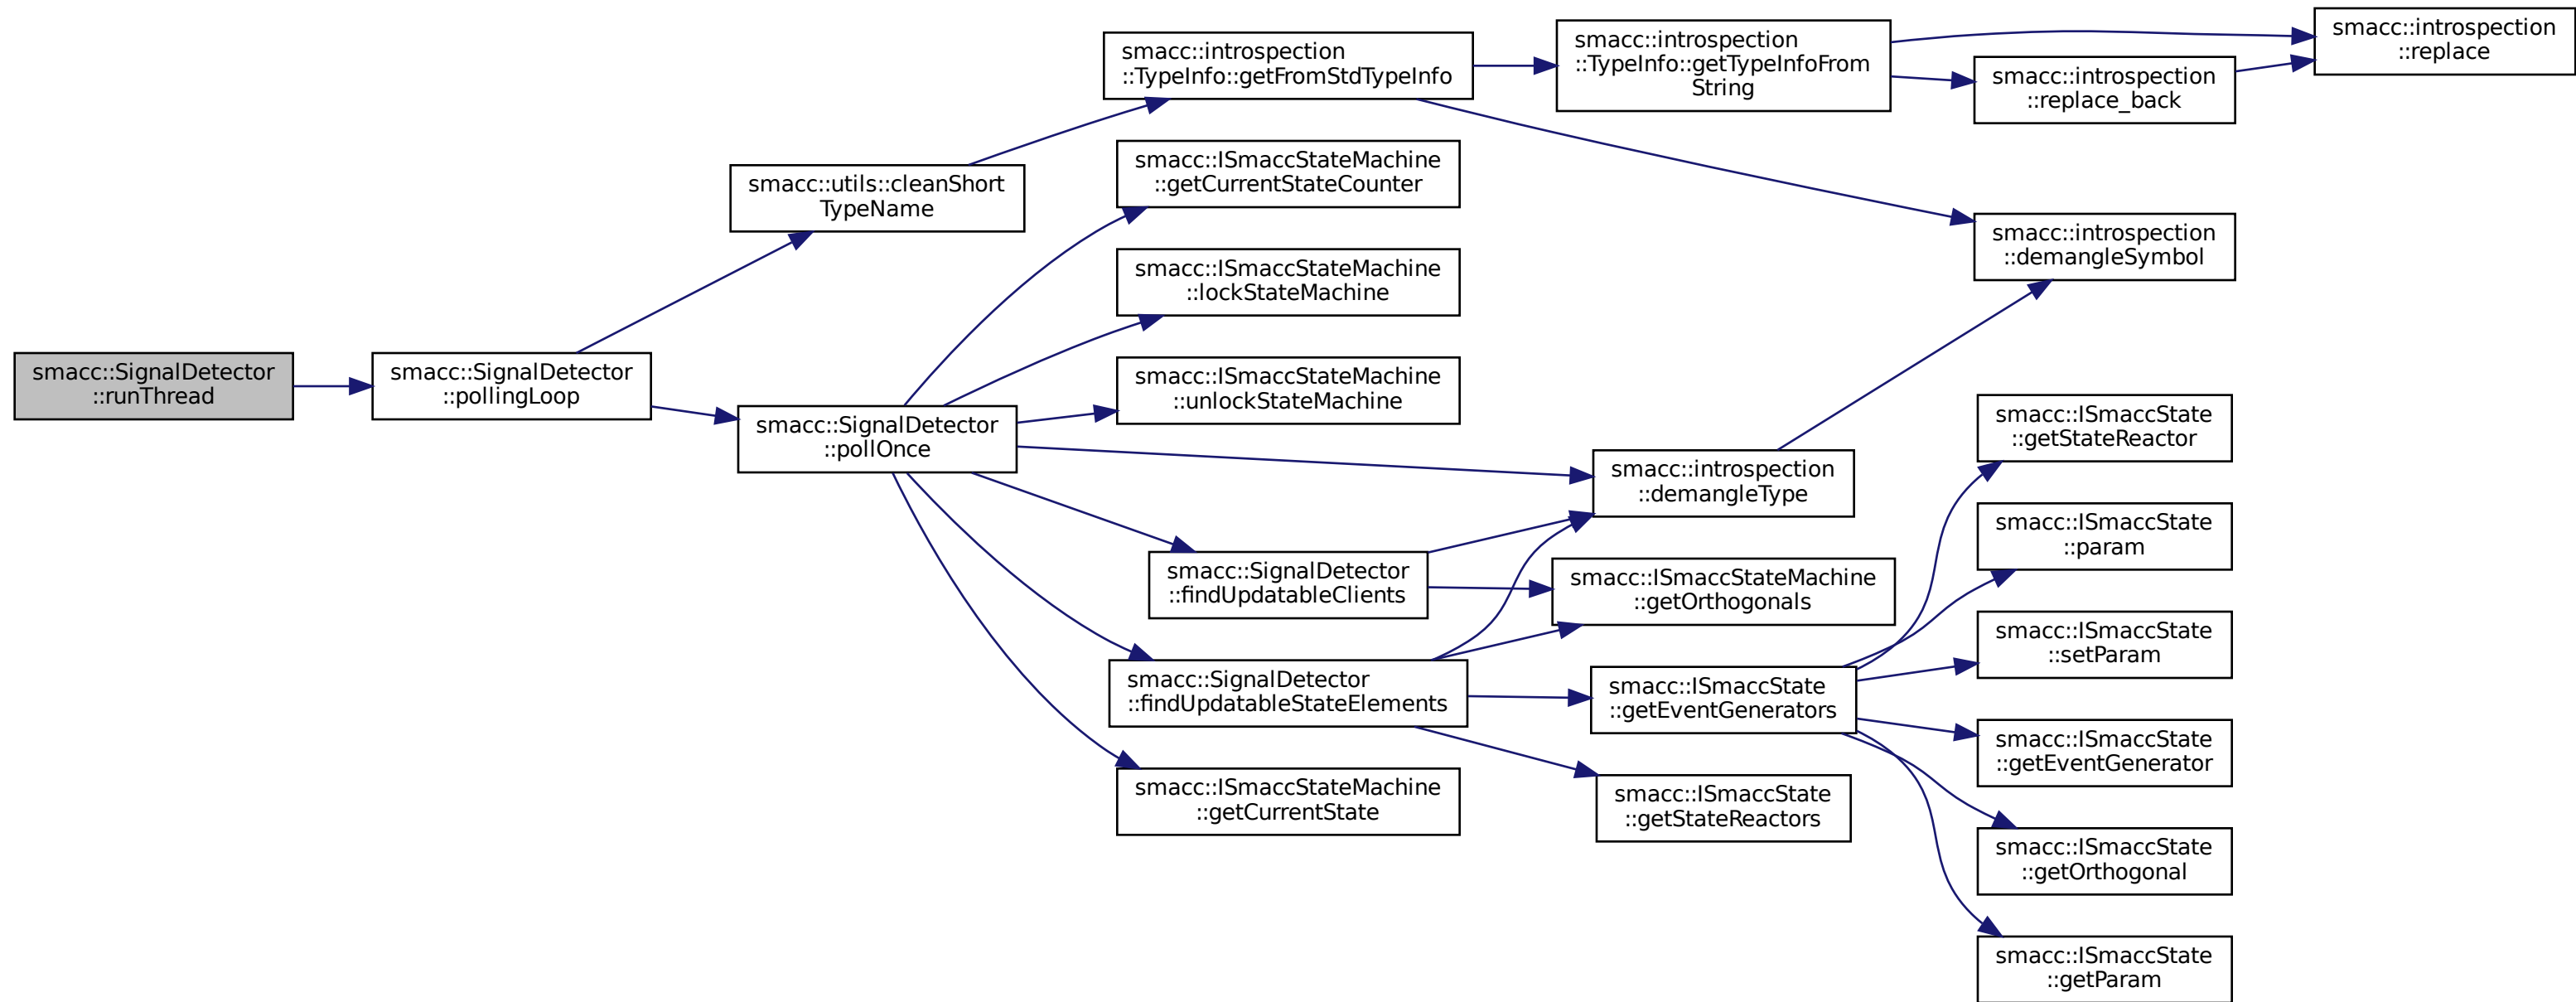 smacc::SignalDetector
::runThread
smacc::SignalDetector
::pollingLoop
smacc::utils::cleanShort
TypeName
smacc::SignalDetector
::pollOnce
smacc::introspection
::TypeInfo::getFromStdTypeInfo
smacc::ISmaccStateMachine
::getCurrentStateCounter
smacc::ISmaccStateMachine
::lockStateMachine
smacc::ISmaccStateMachine
::unlockStateMachine
smacc::SignalDetector
::findUpdatableClients
smacc::SignalDetector
::findUpdatableStateElements
smacc::ISmaccStateMachine
::getCurrentState
smacc::introspection
::TypeInfo::getTypeInfoFrom
String
smacc::introspection
::demangleType
smacc::ISmaccStateMachine
::getOrthogonals
smacc::ISmaccState
::getEventGenerators
smacc::ISmaccState
::getStateReactors
smacc::introspection
::replace_back
smacc::introspection
::demangleSymbol
smacc::ISmaccState
::getStateReactor
smacc::ISmaccState
::param
smacc::ISmaccState
::setParam
smacc::ISmaccState
::getEventGenerator
smacc::ISmaccState
::getOrthogonal
smacc::ISmaccState
::getParam
smacc::introspection
::replace